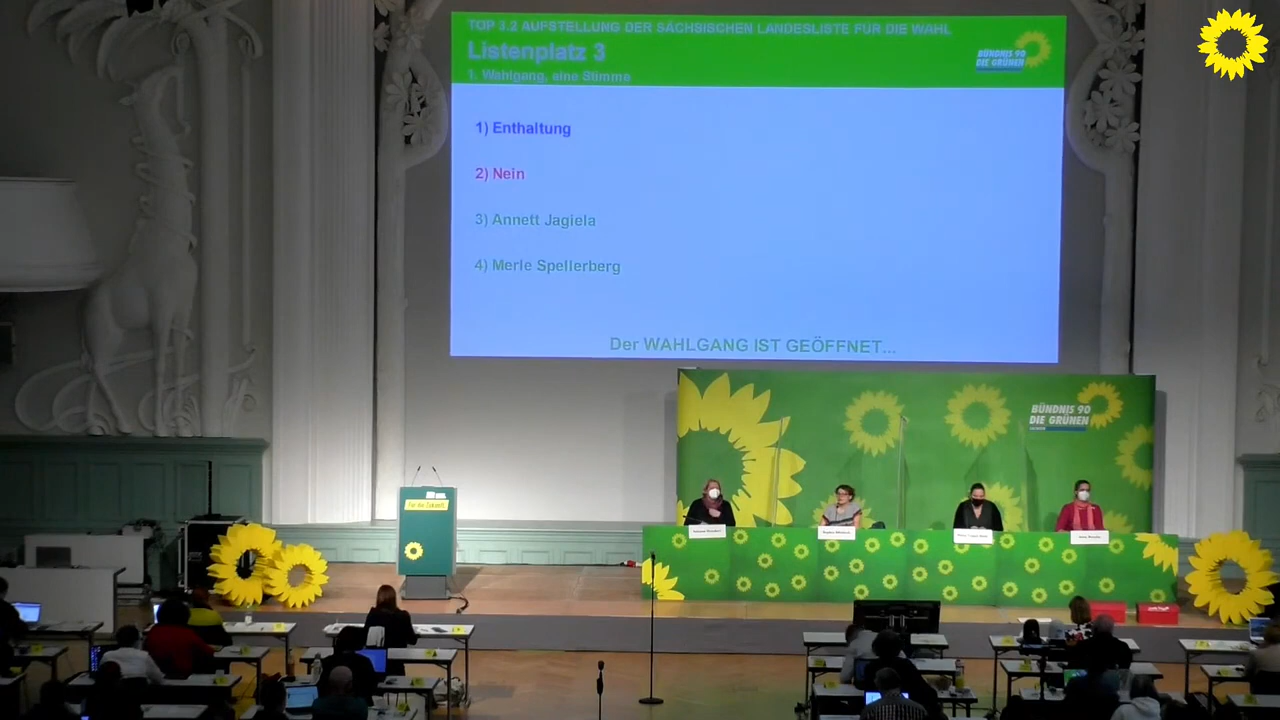 TOP 3.2 AUFSTELLUNG DER SÄCHSISCHEN LANDESLISTE FÜR DIE WAHL
Listenplatz 3
1. Wahlgang, eine Stimme
BÜNDNIS 90
DIE GRÜNEN
1) Enthaltung
2) Nein
3) Annett Jagiela
4) Merle Spellerberg
Der WAHLGANG IST GEÖFFNET...
BÜNDNIS 90
DIE GRÜNEN
Für die Zukunft.